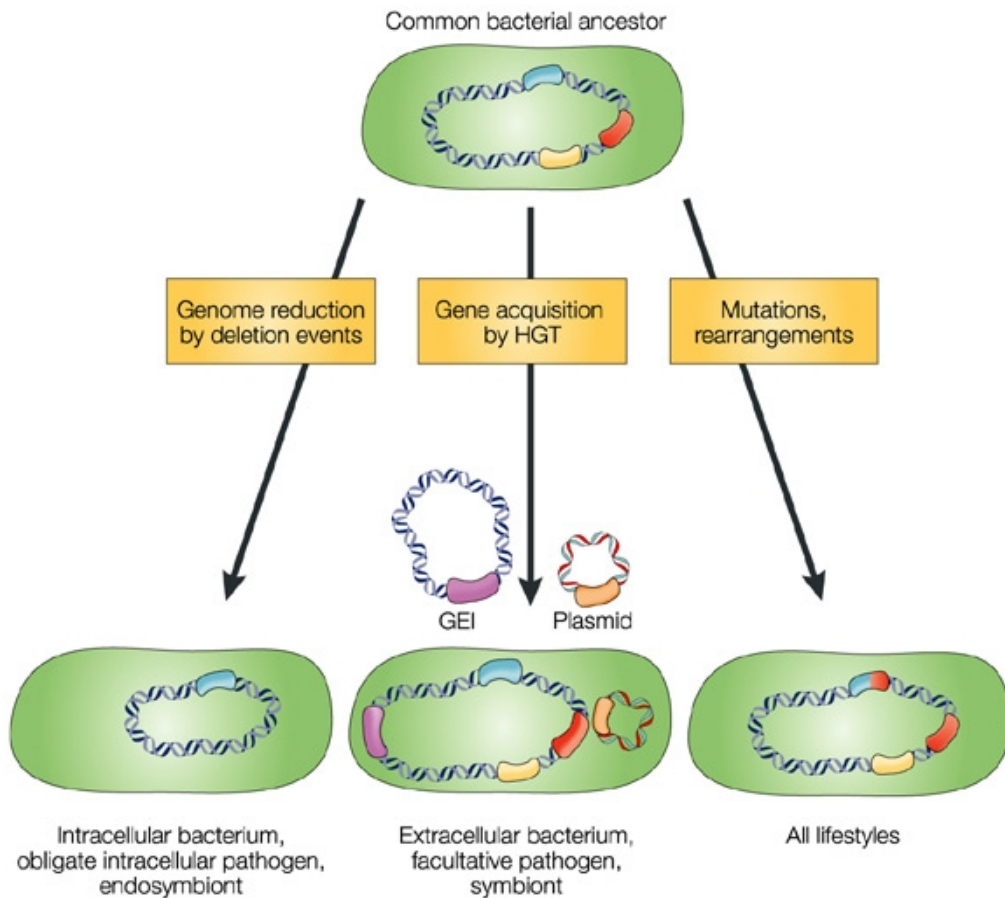 Common bacterial ancestor
Genome reduction
by deletion events
Gene acquisition
by HGT
Mutations,
rearrangements
GEI
Plasmid
Intracellular bacterium,
obligate intracellular pathogen,
endosymbiont
Extracellular bacterium,
facultative pathogen,
symbiont
All lifestyles